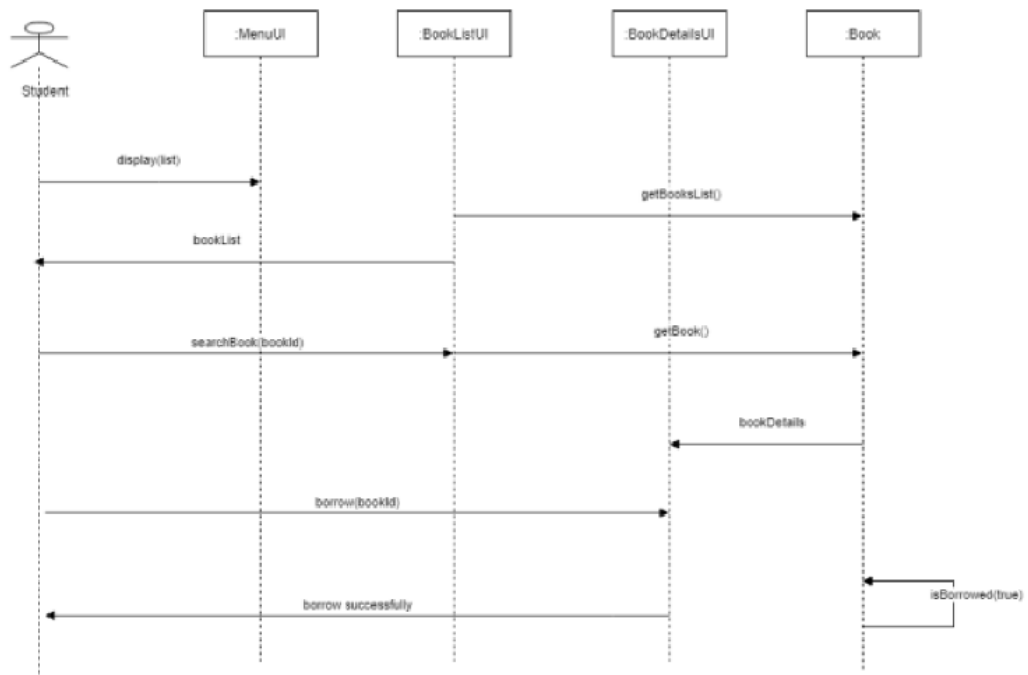 :MenuUI
:BookListUI
:BookDetailsUI
:Book
Student
display(list)
getBooksList()
bookList
searchBook(bookId)
getBook()
bookDetails
borrow(bookId)
isBorrowed(true)
borrow successfully